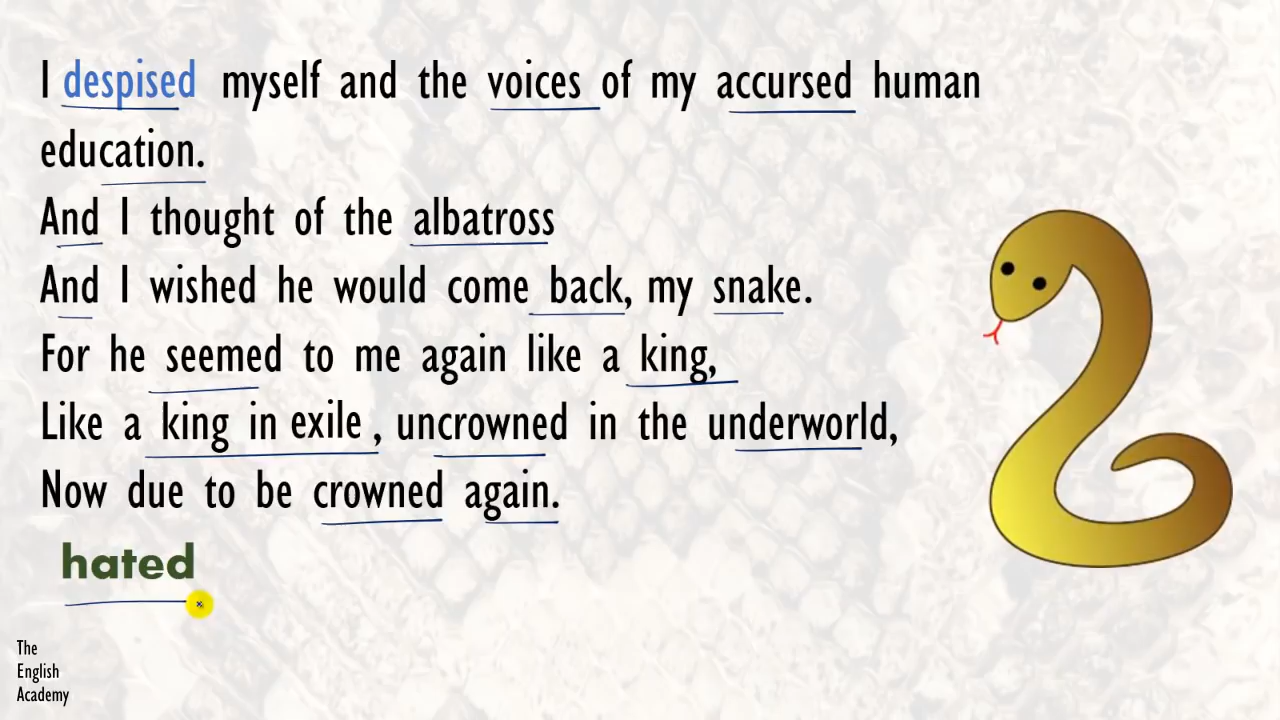 I despised myself and the voices of my accursed human
education.
And I thought of the albatross
And I wished he would come back, my snake.
For he seemed to me again like a king,
Like a king in exile , uncrowned in the underworld,
Now due to be crowned again.
hated
The
English
Academy